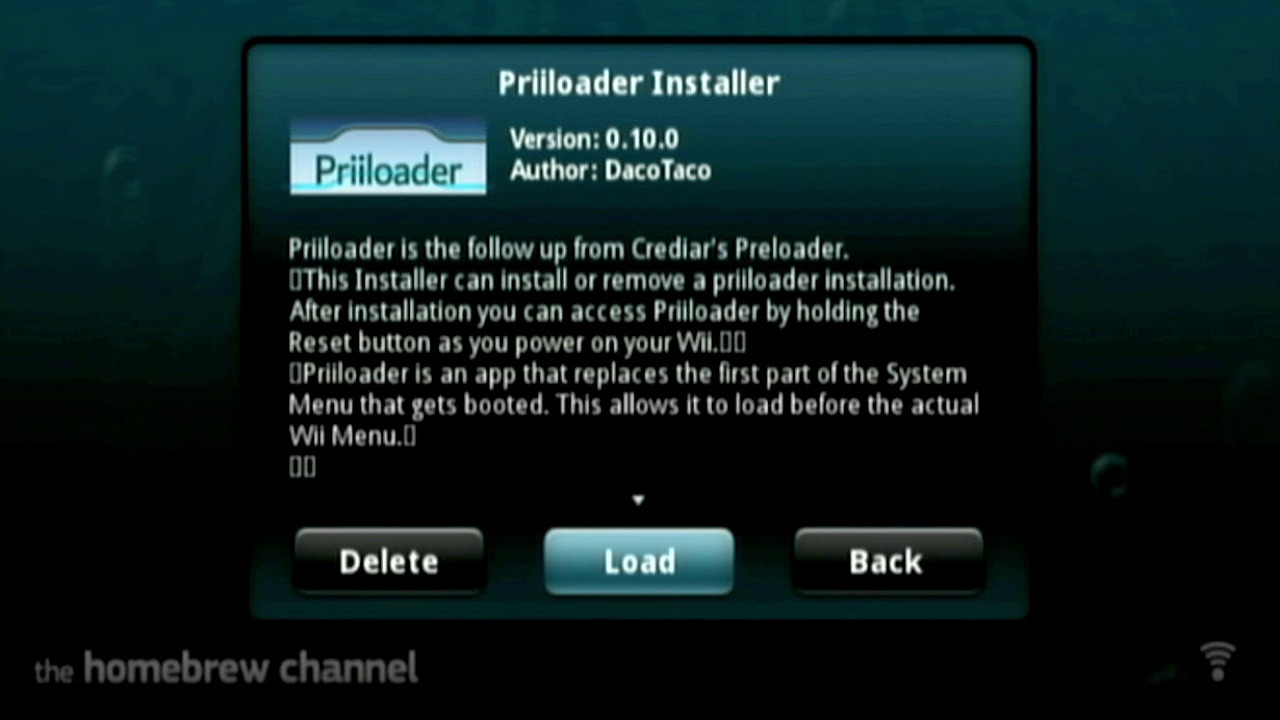 Priiloader Installer
Priiloader
Version: 0.10.0
Author: DacoTaco
Priiloader is the follow up from Crediar's Preloader.
▯This Installer can install or remove a priiloader installation.
After installation you can access Priiloader by holding the
Reset button as you power on your Wii.▯▯
▯Priiloader is an app that replaces the first part of the System
Menu that gets booted. This allows it to load before the actual
Wii Menu.▯
▯▯
Delete
Load
Back
the homebrew channel